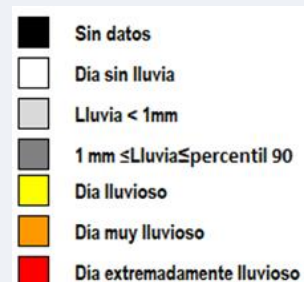 Sin datos
Dia sin lluvia
Lluvia < 1mm
1 mm ≤Lluvia≤percentil 90
Dia lluvioso
Dia muy lluvioso
Dia extremadamente lluvioso